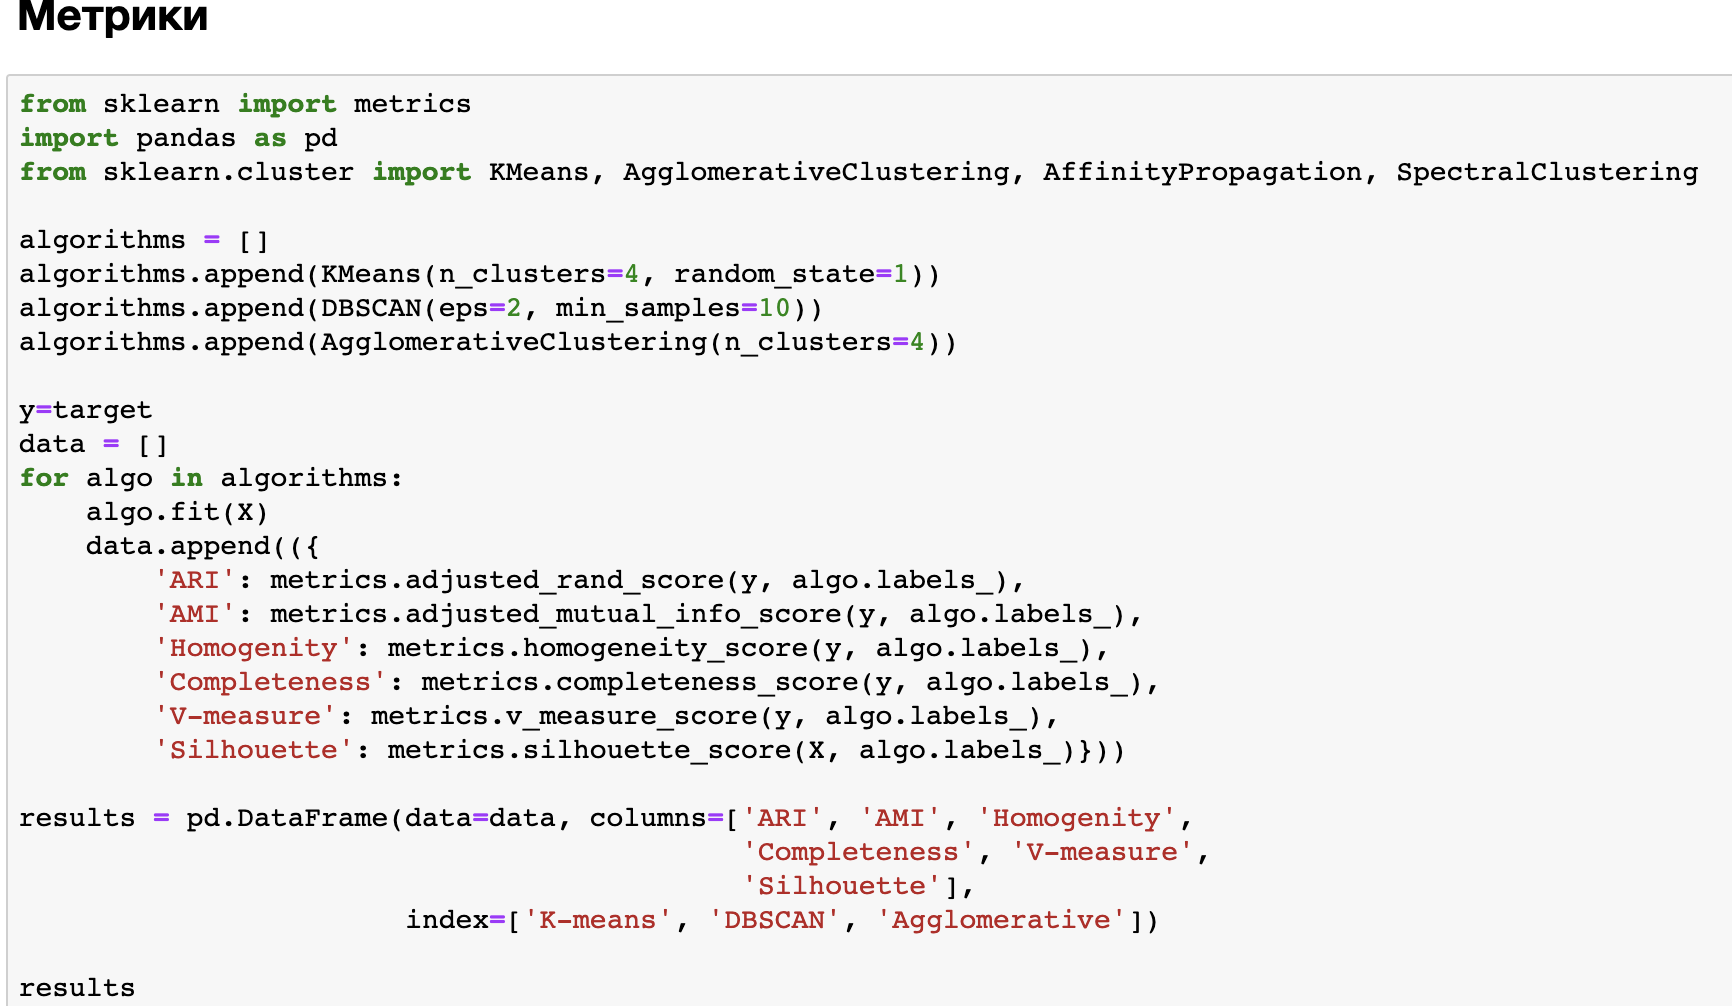 Метрики
from sklearn import metrics
import pandas as pd
from sklearn.cluster import KMeans, AgglomerativeClustering, AffinityPropagation, SpectralClustering
algorithms = []
algorithms.append(KMeans(n_clusters=4, random_state=1))
algorithms.append(DBSCAN(eps=2, min_samples=10))
algorithms.append(AgglomerativeClustering(n_clusters=4))
y=target
data = []
for algo in algorithms:
    algo.fit(X)
    data.append(({
        'ARI': metrics.adjusted_rand_score(y, algo.labels_),
        'AMI': metrics.adjusted_mutual_info_score(y, algo.labels_),
        'Homogenity': metrics.homogeneity_score(y, algo.labels_),
        'Completeness': metrics.completeness_score(y, algo.labels_),
        'V-measure': metrics.v_measure_score(y, algo.labels_),
        'Silhouette': metrics.silhouette_score(X, algo.labels_)}))
results = pd.DataFrame(data=data, columns=['ARI', 'AMI', 'Homogenity',
                                           'Completeness', 'V-measure',
                                           'Silhouette'],
                       index=['K-means', 'DBSCAN', 'Agglomerative'])
results